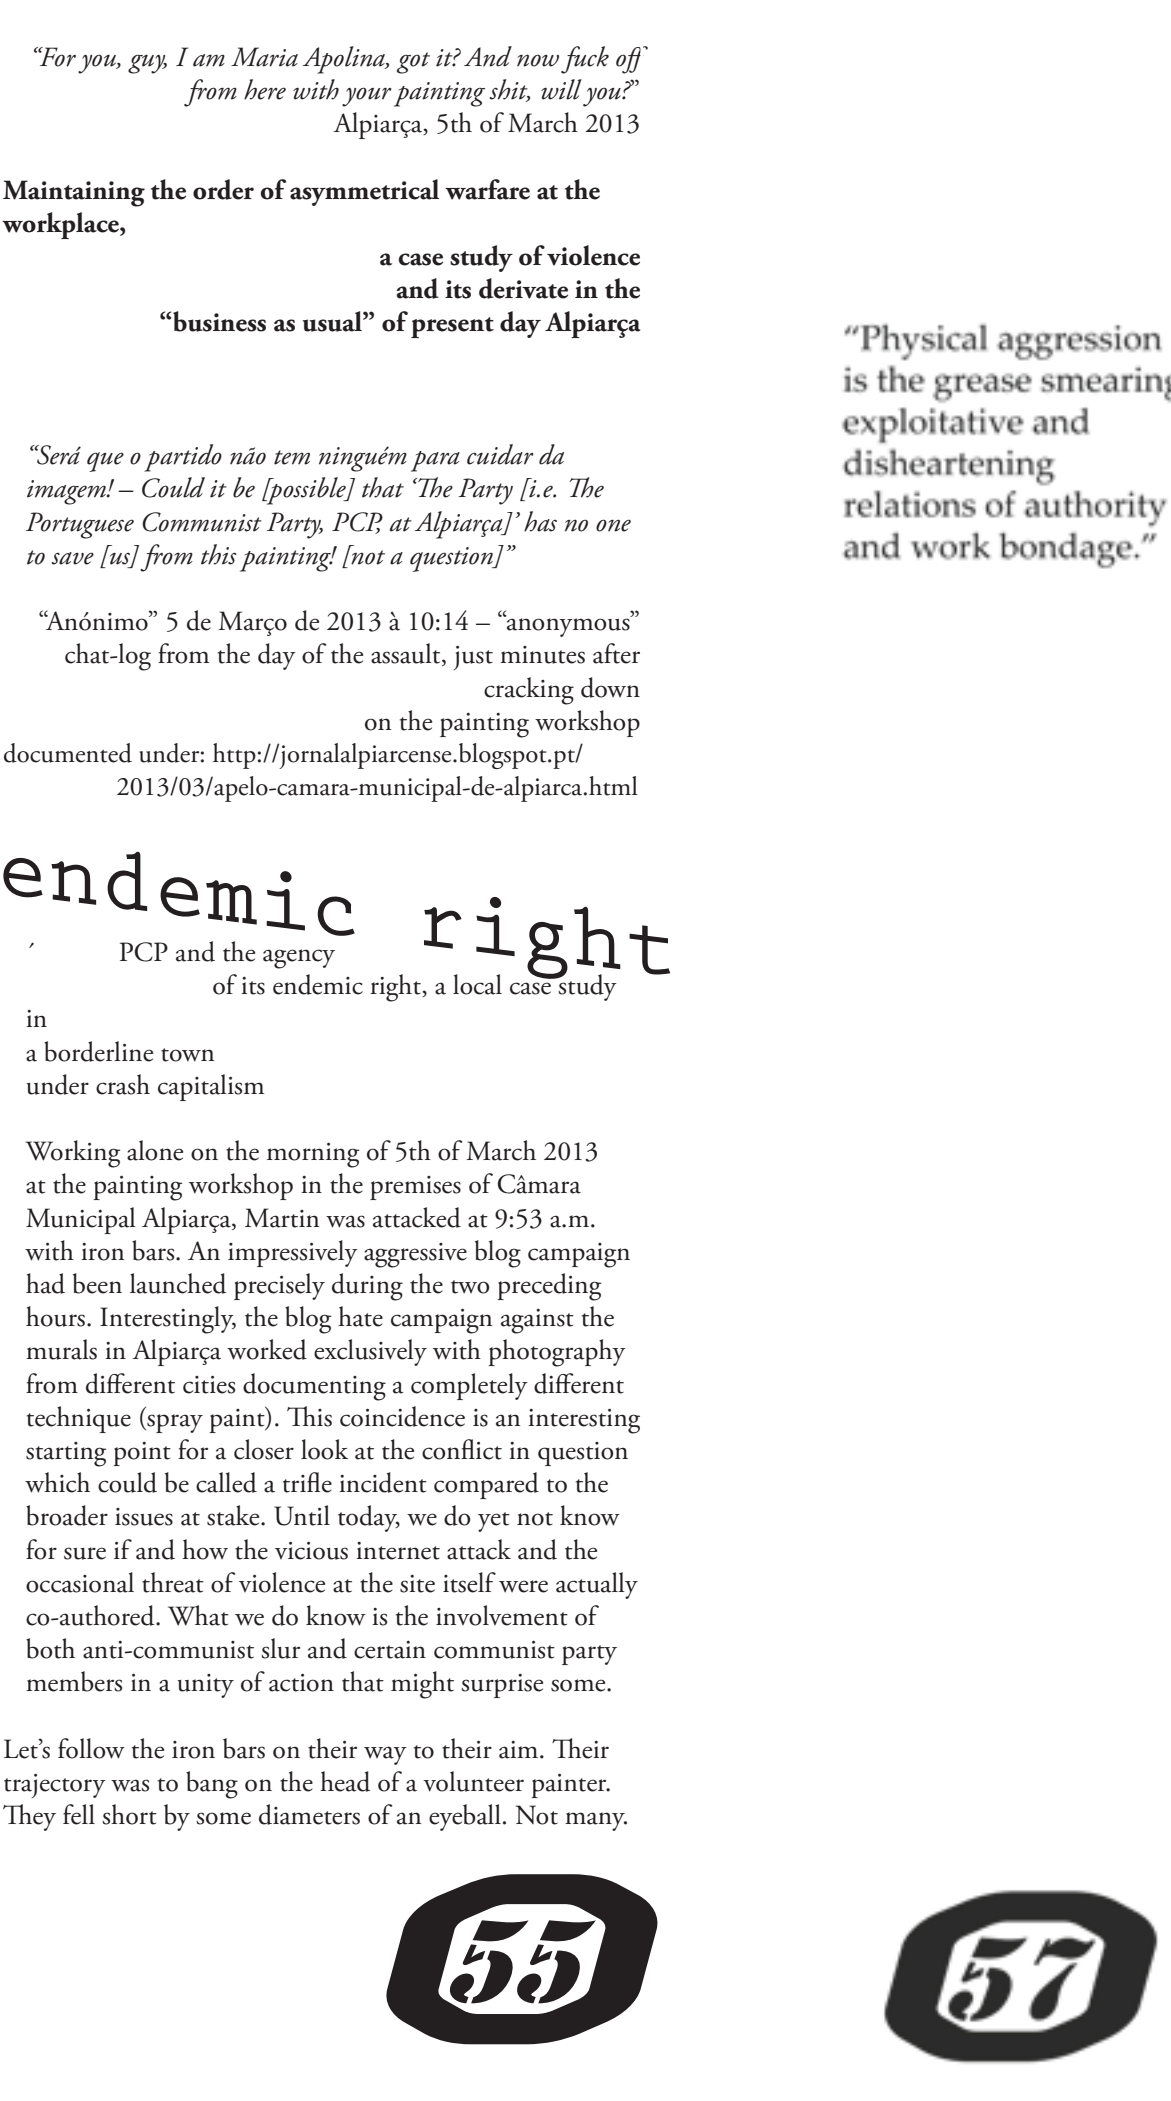 “For you, guy, I am Maria Apolina, got it? And now fuck off
from here with your painting shit, will you?”
Alpiarça, 5th of March 2013
Maintaining the order of asymmetrical warfare at the
workplace,
a case study of violence
and its derivate in the
“business as usual” of present day Alpiarça
“Será que o partido não tem ninguém para cuidar da
imagem! – Could it be [possible] that ‘The Party [i.e. The
Portuguese Communist Party, PCP, at Alpiarça]’ has no one
to save [us] from this painting! [not a question]”
“Anónimo” 5 de Março de 2013 à 10:14 – “anonymous”
chat-log from the day of the assault, just minutes after
cracking down
on the painting workshop
documented under: http://jornalalpiarcense.blogspot.pt/
2013/03/apelo-camara-municipal-de-alpiarca.html
endemic right
´ PCP and the agency
of its endemic right, a local case study
in
a borderline town
under crash capitalism
Working alone on the morning of 5th of March 2013
at the painting workshop in the premises of Câmara
Municipal Alpiarça, Martin was attacked at 9:53 a.m.
with iron bars. An impressively aggressive blog campaign
had been launched precisely during the two preceding
hours. Interestingly, the blog hate campaign against the
murals in Alpiarça worked exclusively with photography
from different cities documenting a completely different
technique (spray paint). This coincidence is an interesting
starting point for a closer look at the conflict in question
which could be called a trifle incident compared to the
broader issues at stake. Until today, we do yet not know
for sure if and how the vicious internet attack and the
occasional threat of violence at the site itself were actually
co-authored. What we do know is the involvement of
both anti-communist slur and certain communist party
members in a unity of action that might surprise some.
Let’s follow the iron bars on their way to their aim. Their
trajectory was to bang on the head of a volunteer painter.
They fell short by some diameters of an eyeball. Not many.
55
“Physical aggression
is the grease smearing
exploitative and
disheartening
relations of authority
and work bondage.”
57